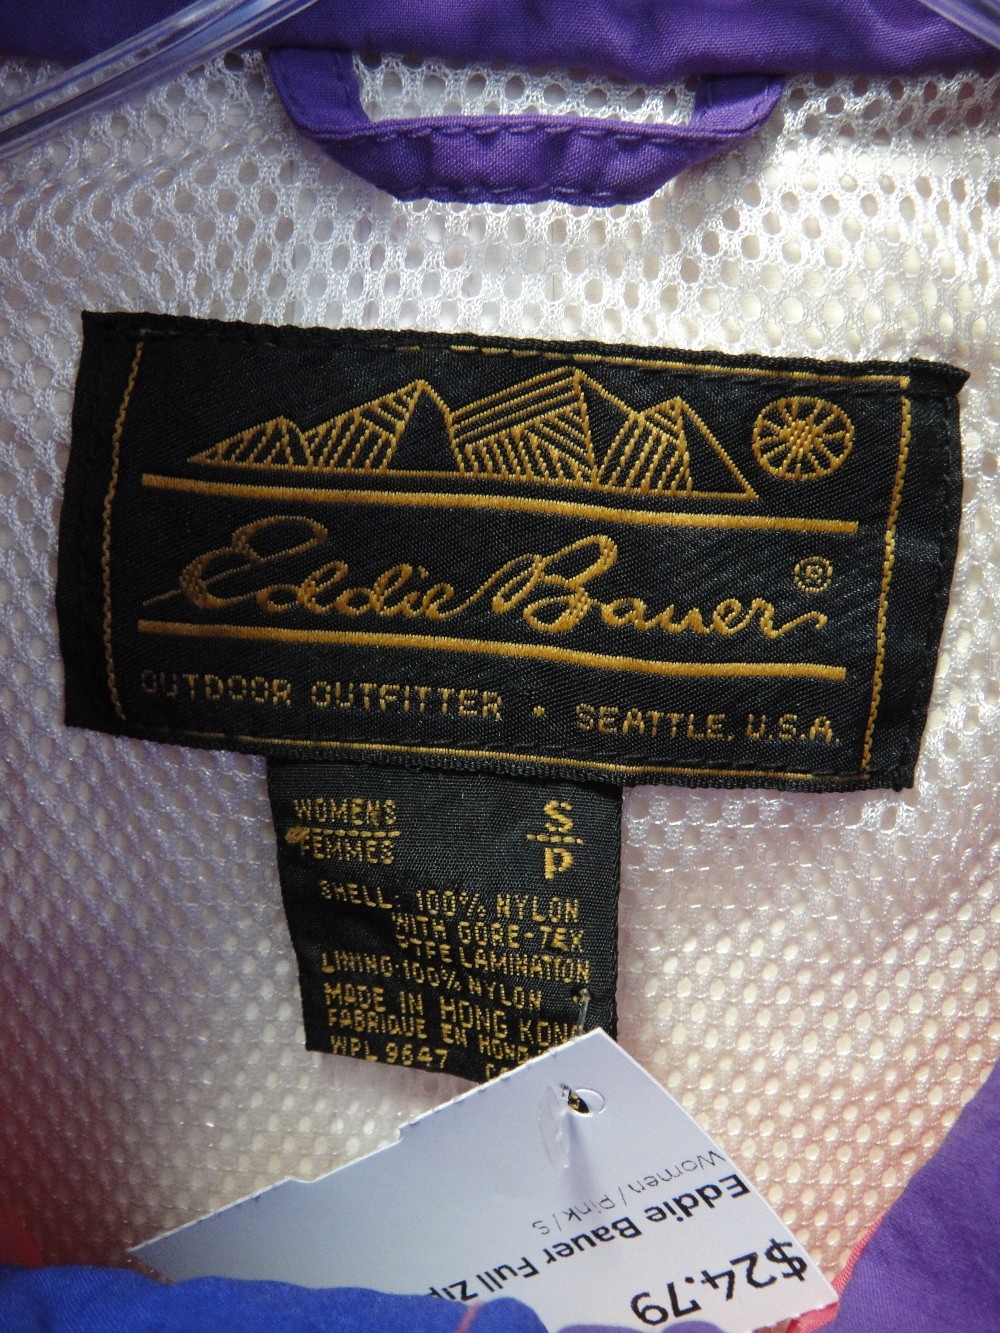 Eddie Bauer ®
OUTDOOR OUTFITTER • SEATTLE, U.S.A.
WOMENS S
FEMMES P
SHELL: 100% NYLON
WITH GORE-TEX
STFE LAMINATION
LINING: 100% NYLON
MADE IN HONG KONG
FABRIQUE EN HONG
WPL 9647
Women / Pink / S
Eddie Bauer Full Zip
$24.79